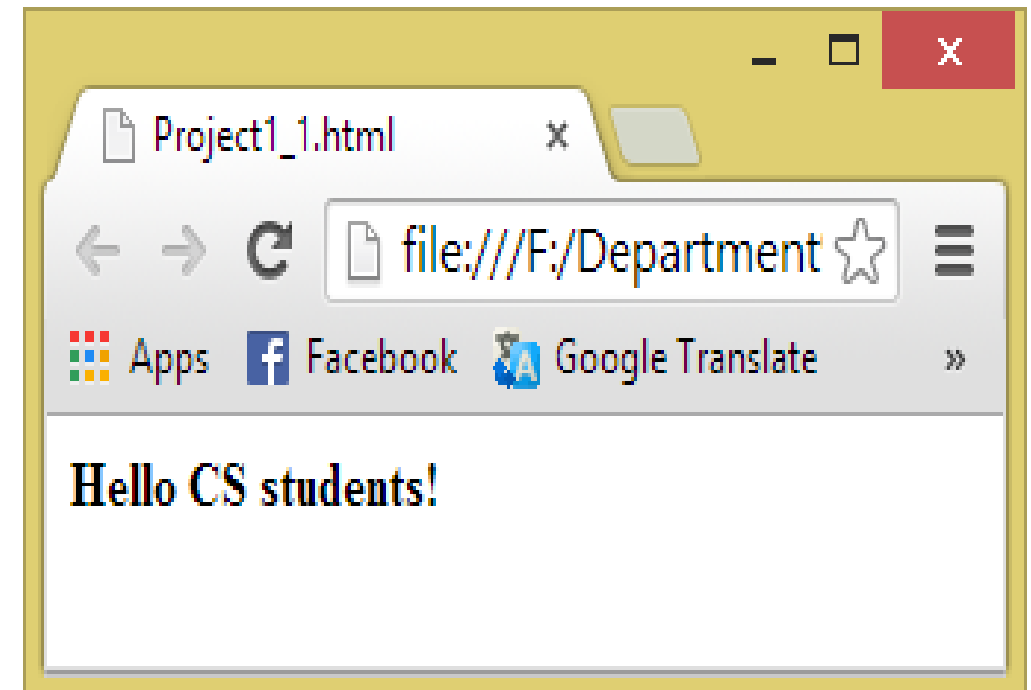 Project1_1.html
file:///F:/Department
Apps Facebook Google Translate »
Hello CS students!